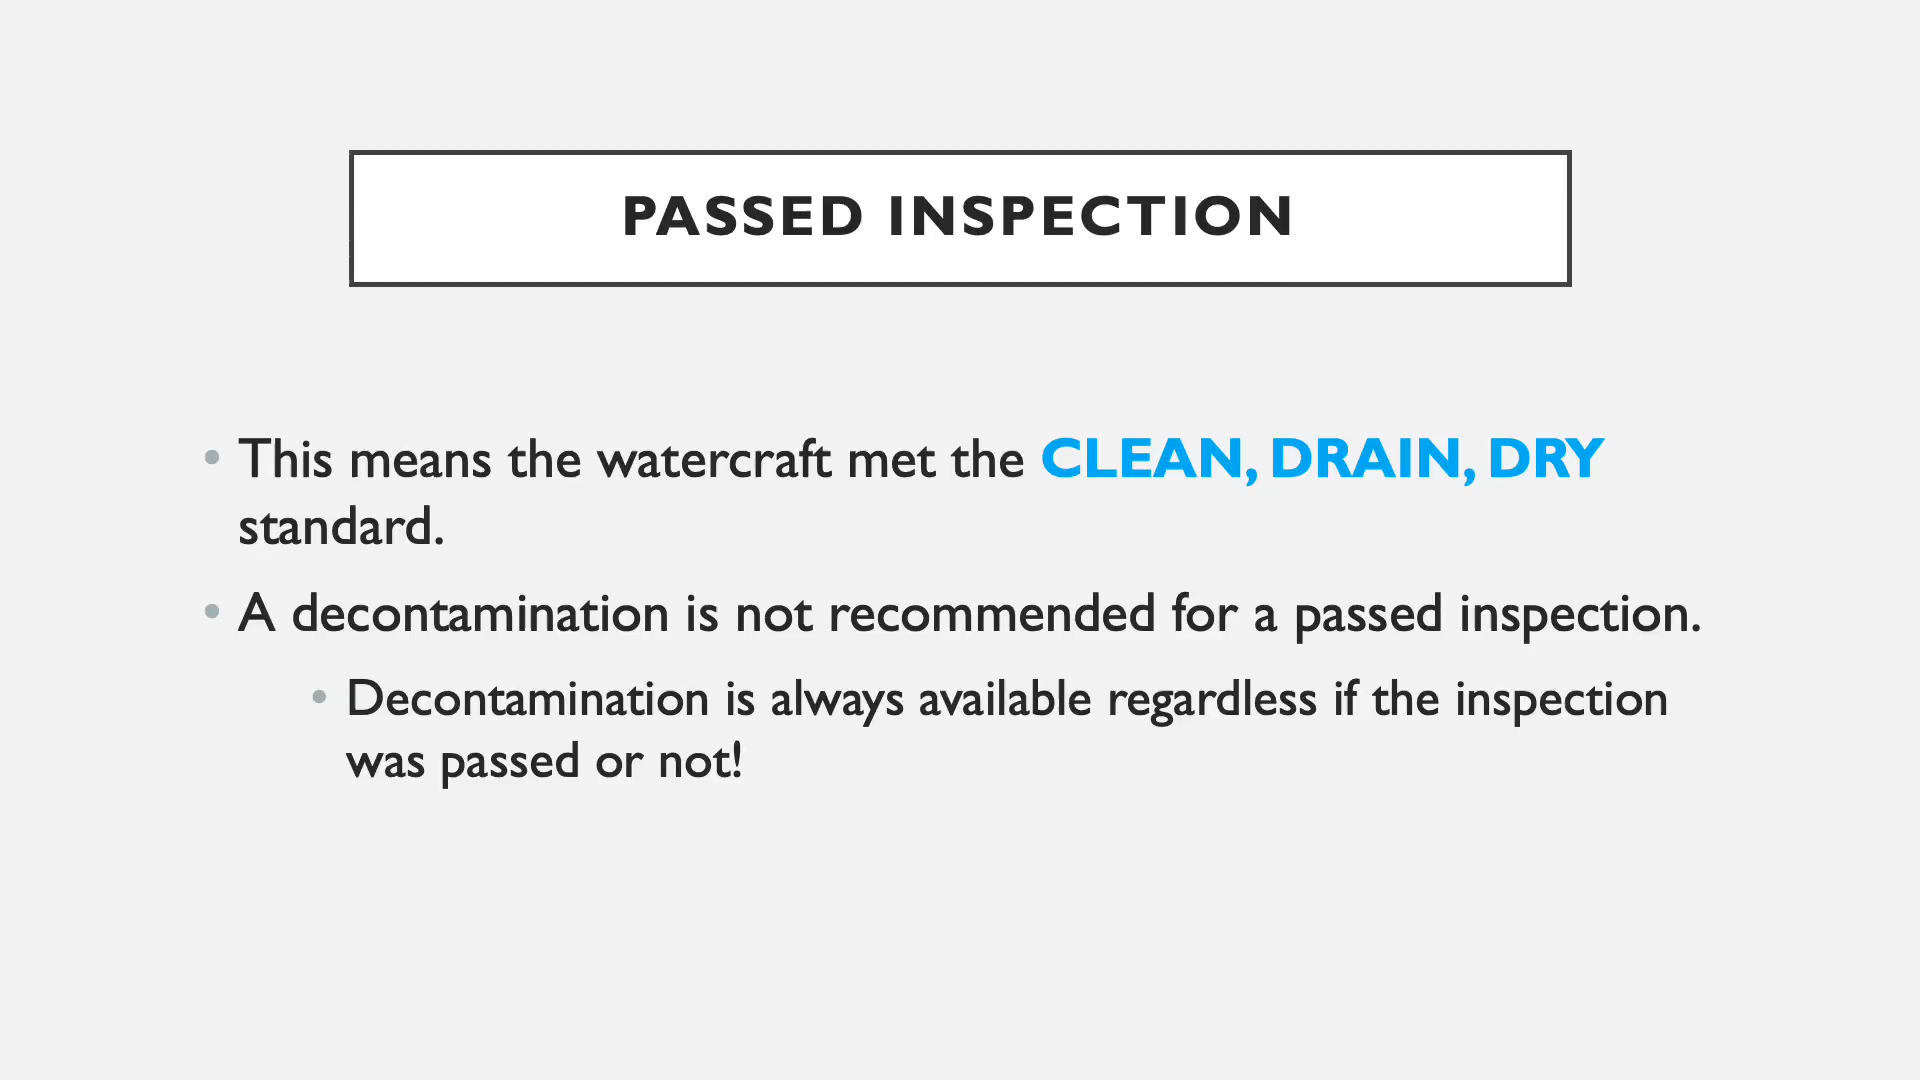 PASSED INSPECTION
• This means the watercraft met the CLEAN, DRAIN, DRY
standard.
• A decontamination is not recommended for a passed inspection.
• Decontamination is always available regardless if the inspection
was passed or not!